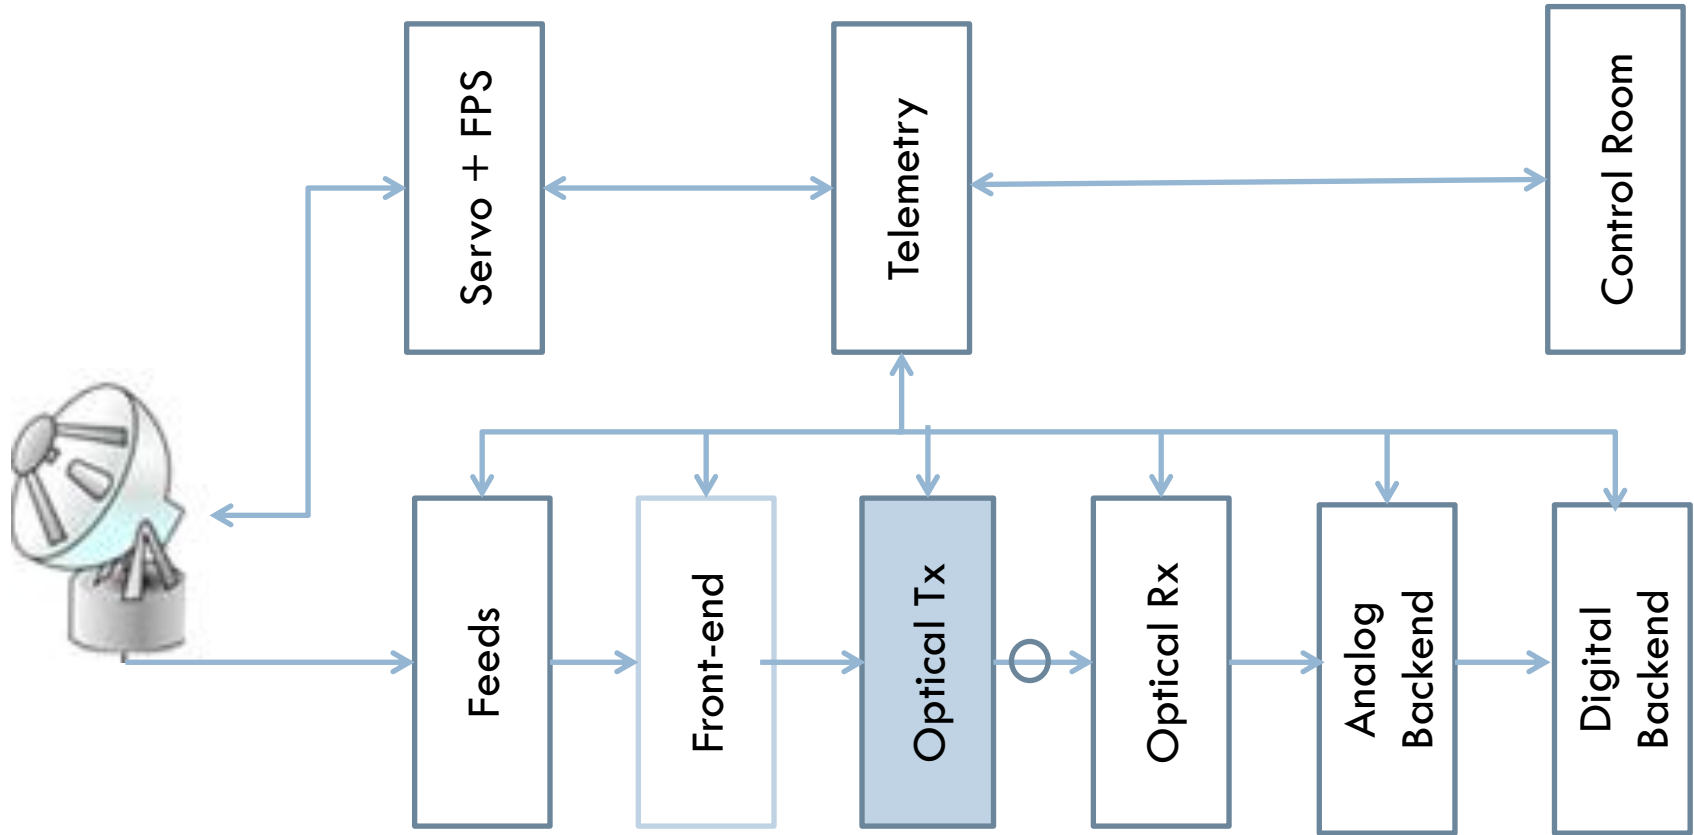 Servo + FPS
Telemetry
Control Room
Feeds
Front-end
Optical Tx
Optical Rx
Analog
Backend
Digital
Backend